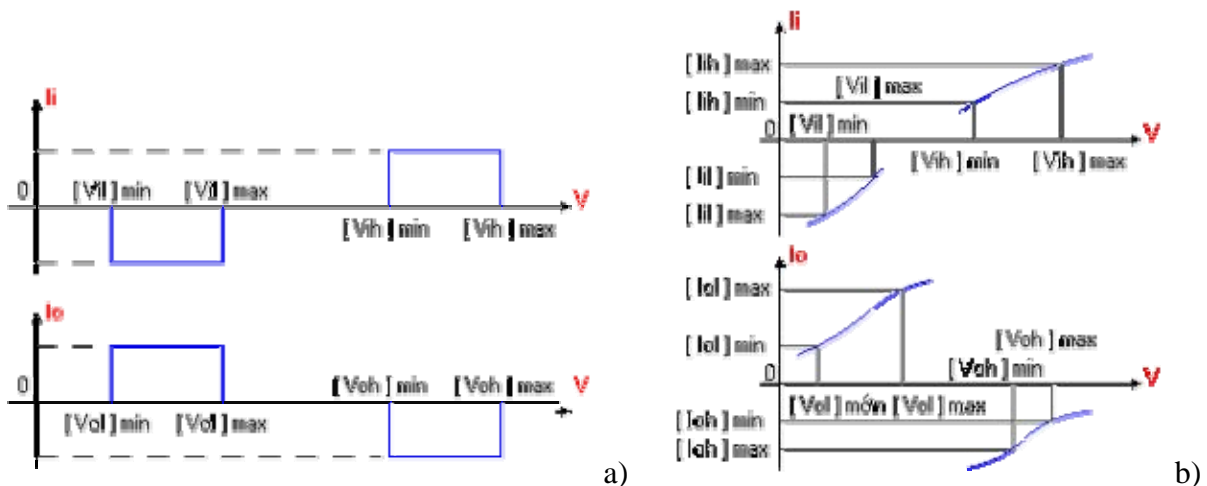 Ii
0
[Vil] min [Vil] max
V
[Vih] min [Vih] max
Io
0
[Voh] min [Voh] max
V
[Vol] min [Vol] max
a)
Ii
[Iih] max
[Vil] max
[Iih] min
0 [Vil] min
V
[Vih] min [Vih] max
[Iil] min
[Iil] max
Io
[Iol] max
[Voh] max
[Iol] min
[Voh] min
0
V
[Vol] mớn [Vol] max
[Ioh] min
[Ioh] max
b)